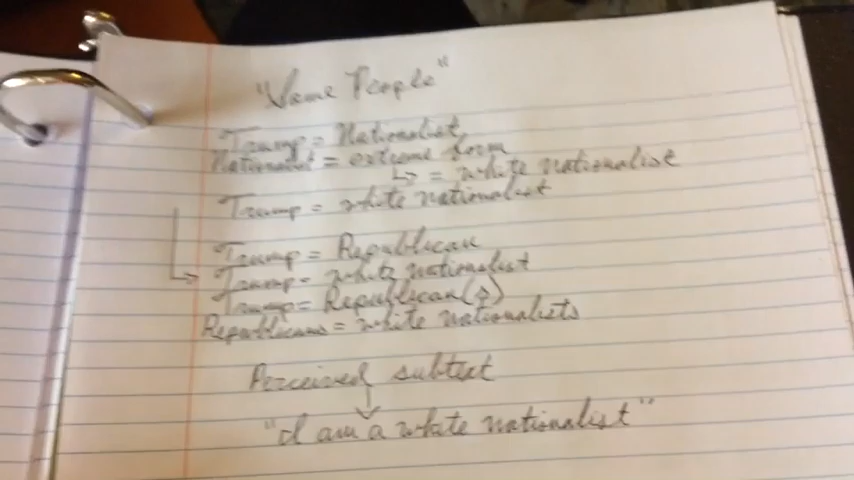 "Some People"
Trump = Nationalist
Nationalist = extreme form
↳ = white nationalist
Trump = white nationalist
Trump = Republican
Trump = white nationalist
Trump = Republican(s)
Republicans = white nationalists
Perceived subtext
"I am a white nationalist"